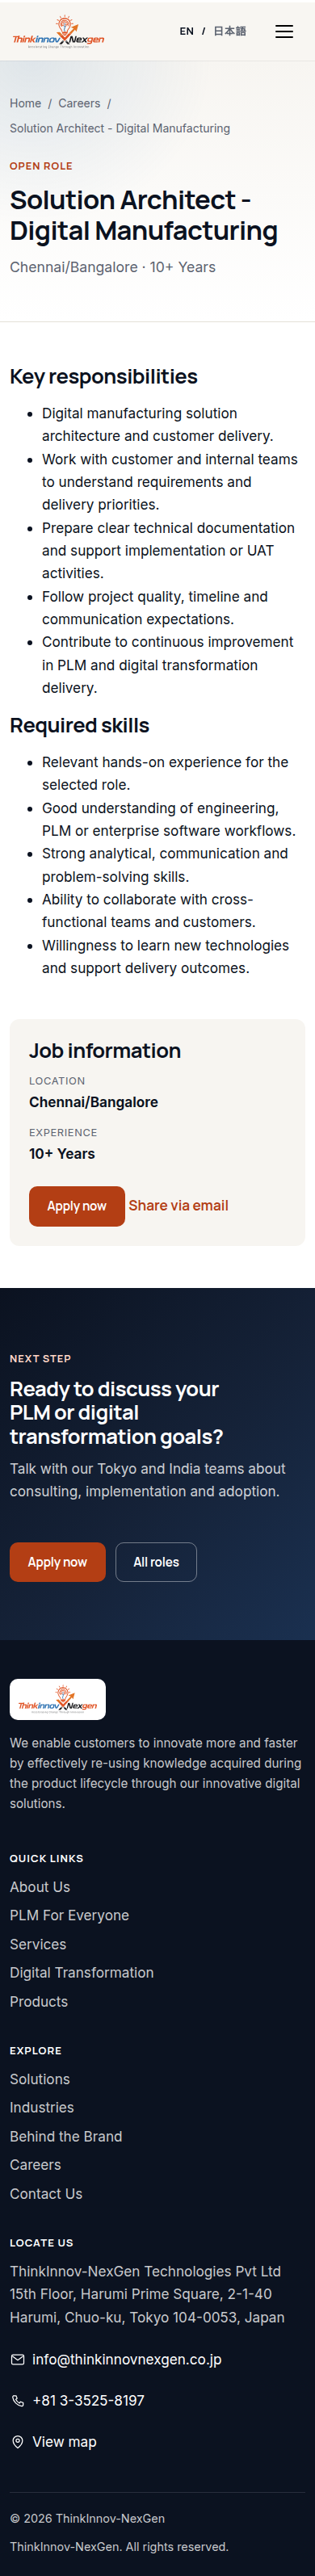 ThinkInnovXNexgen
EN / 日本語
Home / Careers /
Solution Architect - Digital Manufacturing
OPEN ROLE
Solution Architect -
Digital Manufacturing
Chennai/Bangalore · 10+ Years
Key responsibilities
• Digital manufacturing solution
architecture and customer delivery.
• Work with customer and internal teams
to understand requirements and
delivery priorities.
• Prepare clear technical documentation
and support implementation or UAT
activities.
• Follow project quality, timeline and
communication expectations.
• Contribute to continuous improvement
in PLM and digital transformation
delivery.
Required skills
• Relevant hands-on experience for the
selected role.
• Good understanding of engineering,
PLM or enterprise software workflows.
• Strong analytical, communication and
problem-solving skills.
• Ability to collaborate with cross-
functional teams and customers.
• Willingness to learn new technologies
and support delivery outcomes.
Job information
LOCATION
Chennai/Bangalore
EXPERIENCE
10+ Years
Apply now Share via email
NEXT STEP
Ready to discuss your
PLM or digital
transformation goals?
Talk with our Tokyo and India teams about
consulting, implementation and adoption.
Apply now All roles
ThinkInnovXNexgen
We enable customers to innovate more and faster
by effectively re-using knowledge acquired during
the product lifecycle through our innovative digital
solutions.
QUICK LINKS
About Us
PLM For Everyone
Services
Digital Transformation
Products
EXPLORE
Solutions
Industries
Behind the Brand
Careers
Contact Us
LOCATE US
ThinkInnov-NexGen Technologies Pvt Ltd
15th Floor, Harumi Prime Square, 2-1-40
Harumi, Chuo-ku, Tokyo 104-0053, Japan
info@thinkinnovnexgen.co.jp
+81 3-3525-8197
View map
© 2026 ThinkInnov-NexGen
ThinkInnov-NexGen. All rights reserved.